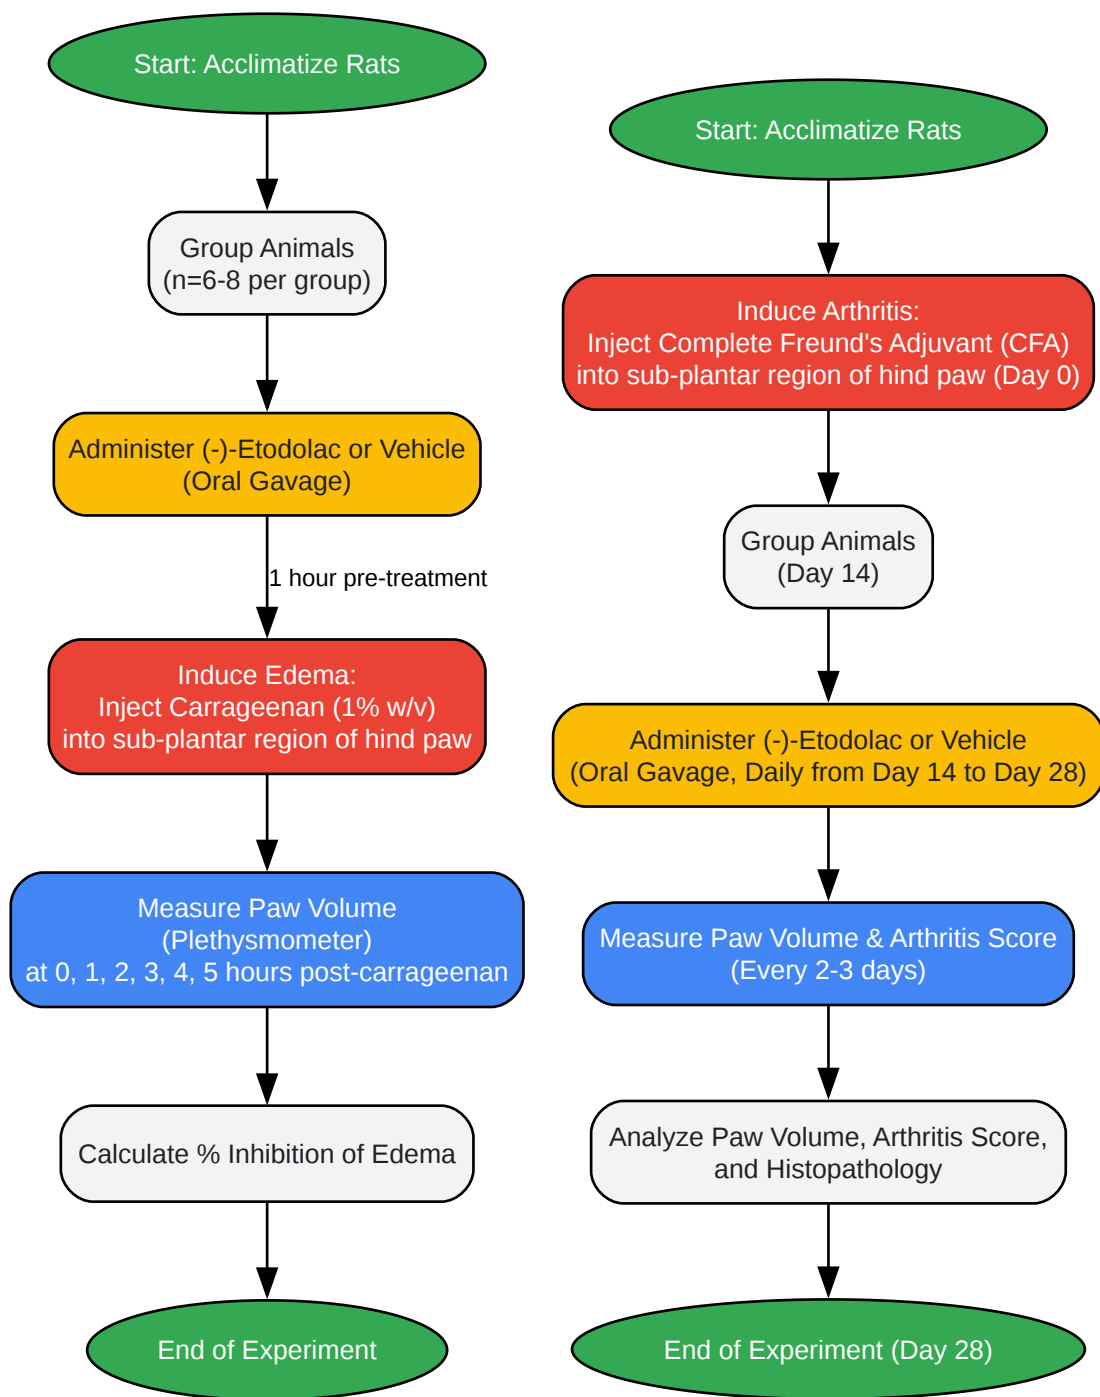 Start: Acclimatize Rats
Group Animals
(n=6-8 per group)
Administer (-)-Etodolac or Vehicle
(Oral Gavage)
1 hour pre-treatment
Induce Edema:
Inject Carrageenan (1% w/v)
into sub-plantar region of hind paw
Measure Paw Volume
(Plethysmometer)
at 0, 1, 2, 3, 4, 5 hours post-carrageenan
Calculate % Inhibition of Edema
End of Experiment
Start: Acclimatize Rats
Induce Arthritis:
Inject Complete Freund's Adjuvant (CFA)
into sub-plantar region of hind paw (Day 0)
Group Animals
(Day 14)
Administer (-)-Etodolac or Vehicle
(Oral Gavage, Daily from Day 14 to Day 28)
Measure Paw Volume & Arthritis Score
(Every 2-3 days)
Analyze Paw Volume, Arthritis Score,
and Histopathology
End of Experiment (Day 28)